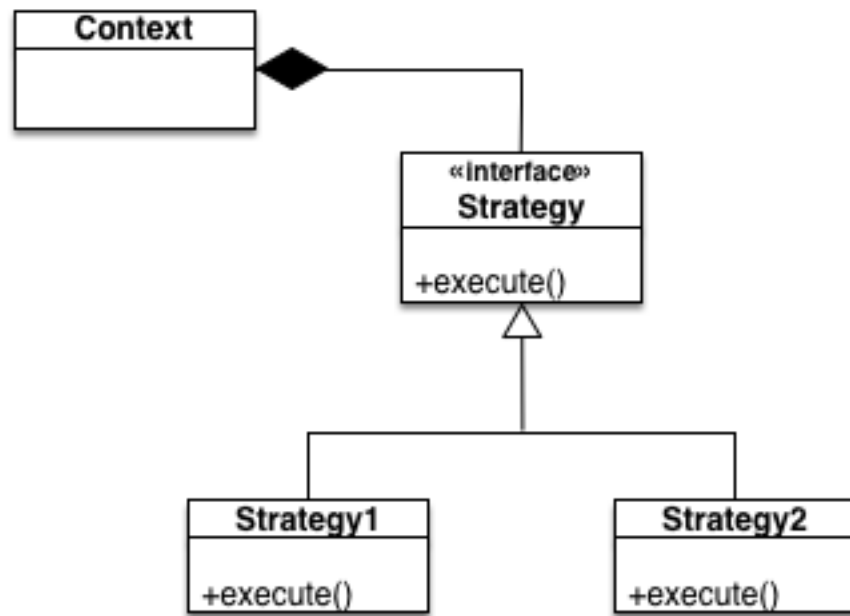 Context
«interface»
Strategy
+execute()
Strategy1
+execute()
Strategy2
+execute()